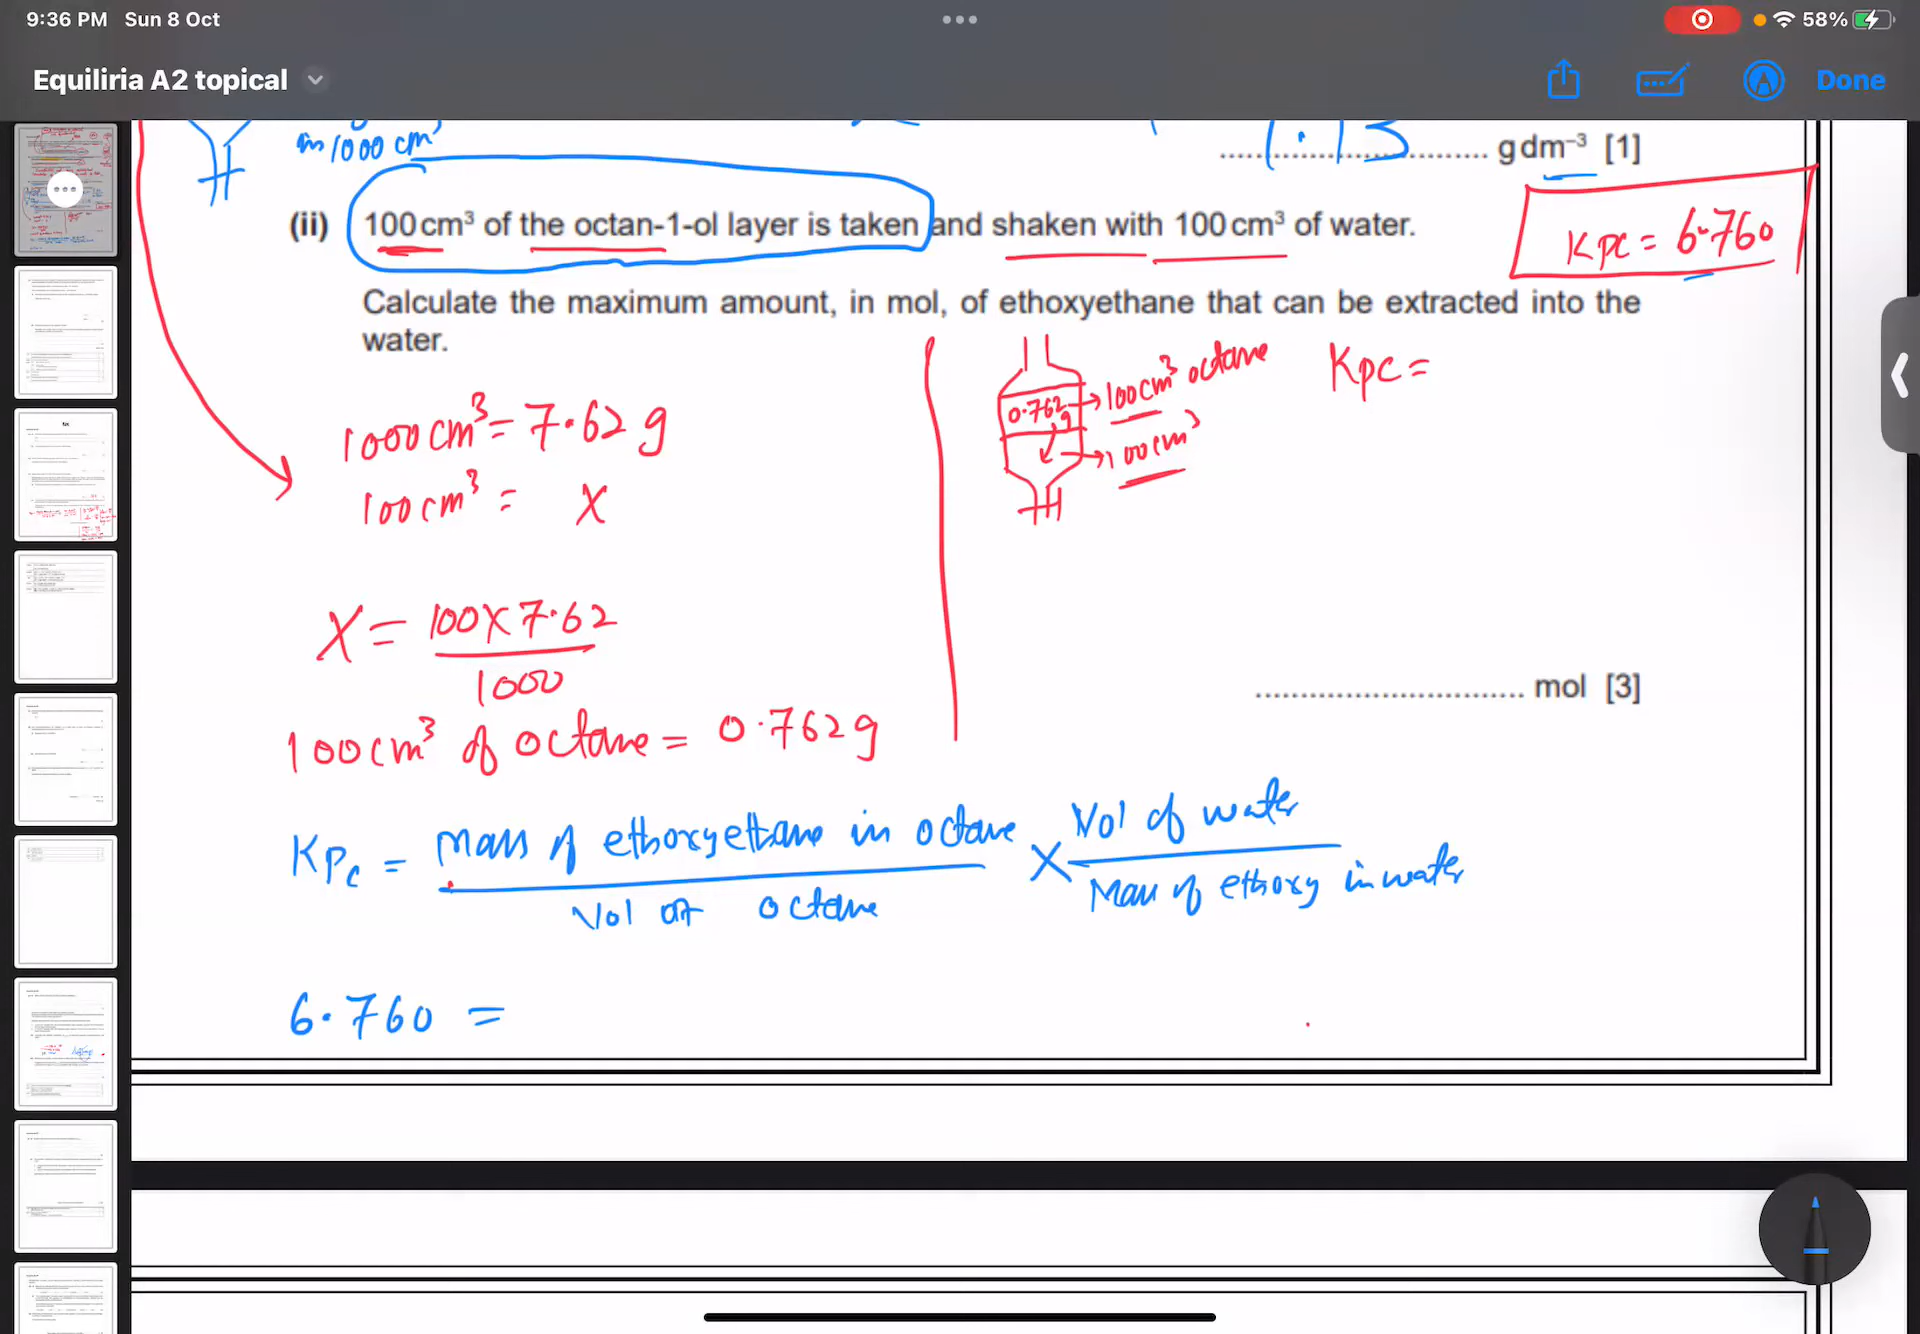 9:36 PM Sun 8 Oct
58%
Equiliria A2 topical
Done
in 1000 cm³
1.13 gdm⁻³ [1]
(ii) 100 cm³ of the octan-1-ol layer is taken and shaken with 100 cm³ of water.
Kpc = 6.760
Calculate the maximum amount, in mol, of ethoxyethane that can be extracted into the
water.
1000 cm³ = 7.62 g
100 cm³ = X
0.762 g → 100 cm³ octane
→ 100 cm³
Kpc =
X = 100 X 7.62
1000
mol [3]
100 cm³ of octane = 0.762 g
KPc = Mass of ethoxyethane in octane X Vol of water
Vol of octane Mass of ethoxy in water
6.760 =